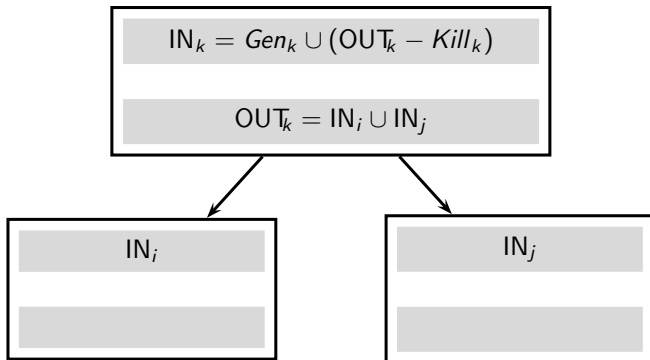 IN_k = Gen_k ∪ (OUT_k − Kill_k)
OUT_k = IN_i ∪ IN_j
IN_i
IN_j